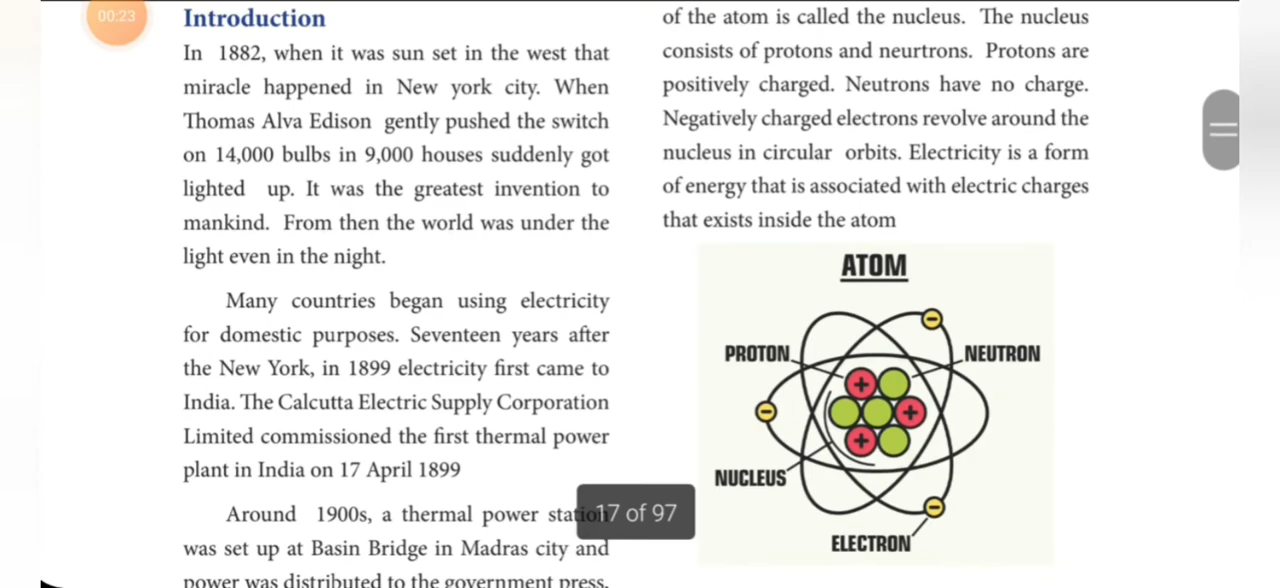 00:23
Introduction
In 1882, when it was sun set in the west that
miracle happened in New york city. When
Thomas Alva Edison gently pushed the switch
on 14,000 bulbs in 9,000 houses suddenly got
lighted up. It was the greatest invention to
mankind. From then the world was under the
light even in the night.
Many countries began using electricity
for domestic purposes. Seventeen years after
the New York, in 1899 electricity first came to
India. The Calcutta Electric Supply Corporation
Limited commissioned the first thermal power
plant in India on 17 April 1899
Around 1900s, a thermal power station
was set up at Basin Bridge in Madras city and
power was distributed to the government press,
of the atom is called the nucleus. The nucleus
consists of protons and neurtrons. Protons are
positively charged. Neutrons have no charge.
Negatively charged electrons revolve around the
nucleus in circular orbits. Electricity is a form
of energy that is associated with electric charges
that exists inside the atom
ATOM
PROTON
NEUTRON
+
+
+
NUCLEUS
ELECTRON
17 of 97